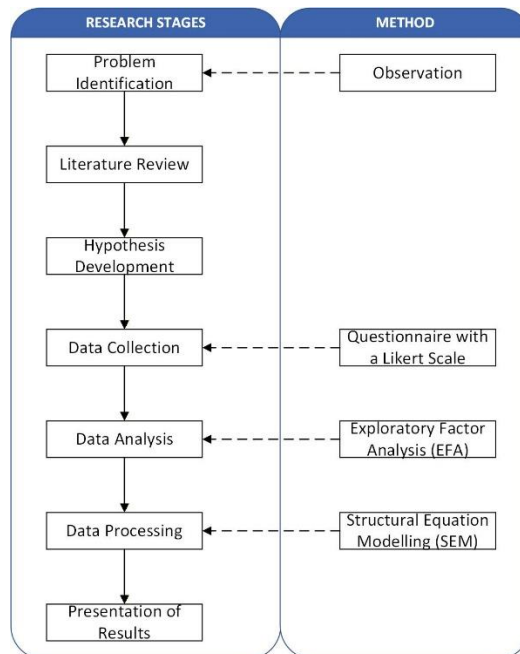 RESEARCH STAGES
METHOD
Problem
Identification
Observation
Literature Review
Hypothesis
Development
Data Collection
Questionnaire with
a Likert Scale
Data Analysis
Exploratory Factor
Analysis (EFA)
Data Processing
Structural Equation
Modelling (SEM)
Presentation of
Results